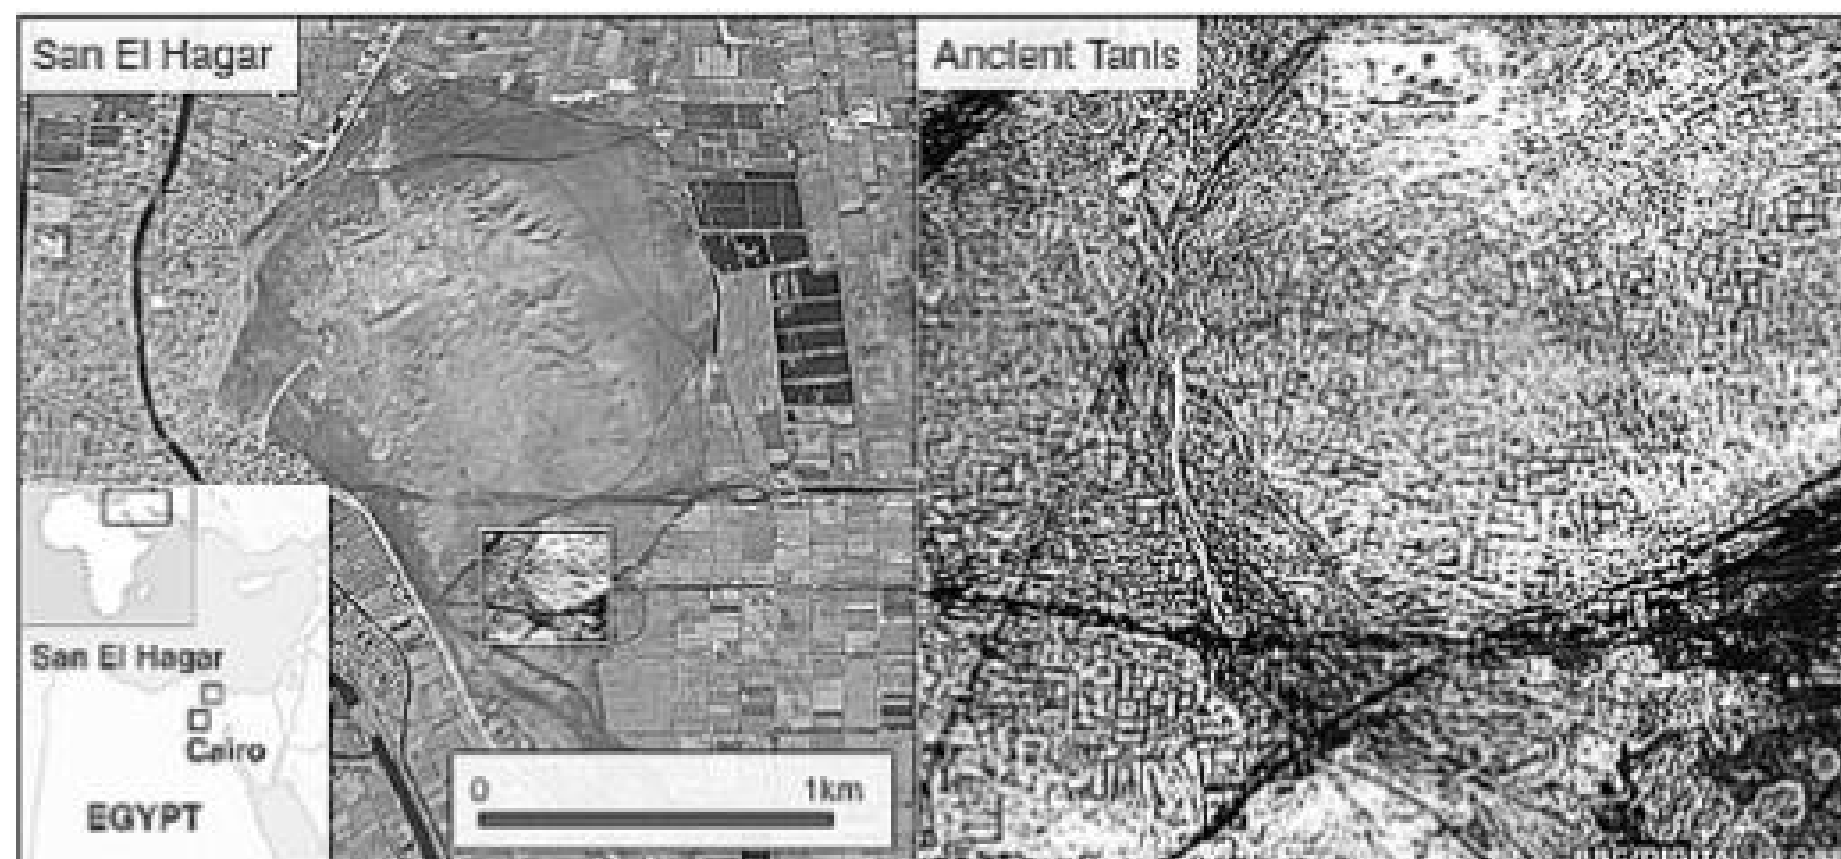 San El Hagar
Ancient Tanis
San El Hagar
Cairo
EGYPT
0 1km